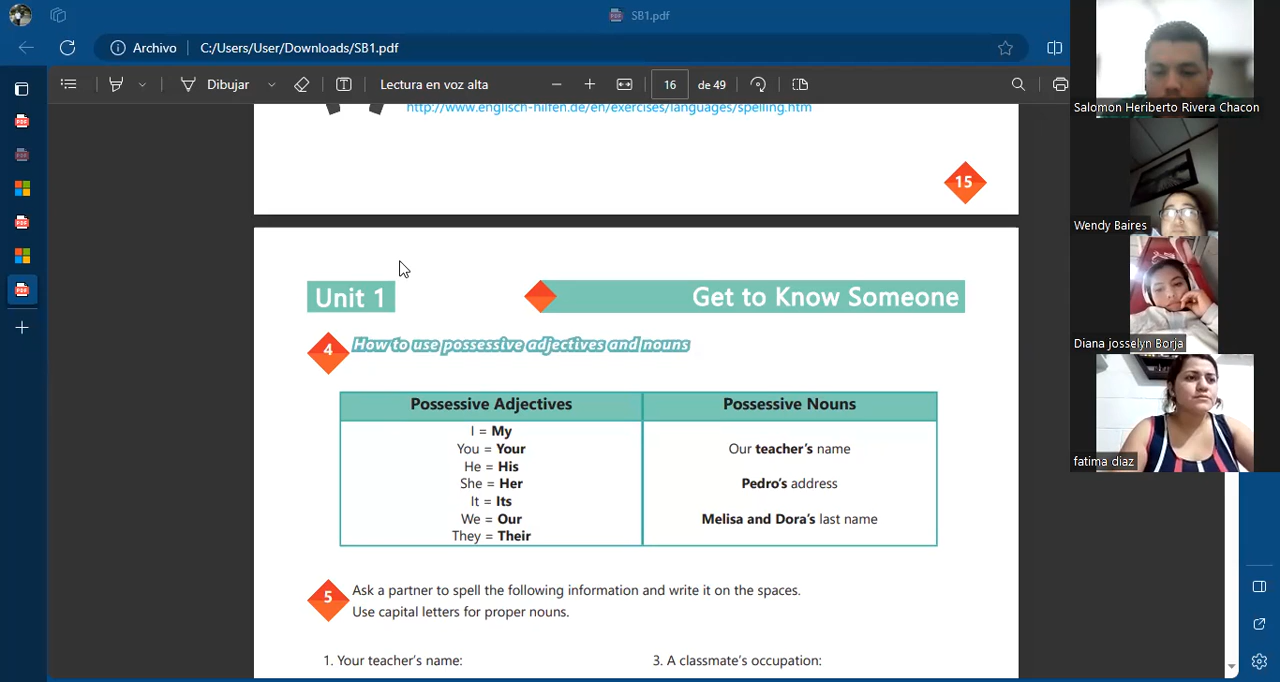 SB1.pdf
Archivo
C:/Users/User/Downloads/SB1.pdf
Dibujar
Lectura en voz alta
16
de 49
http://www.englisch-hilfen.de/en/exercises/languages/spelling.htm
15
Unit 1
Get to Know Someone
4
How to use possessive adjectives and nouns
Possessive Adjectives
I = My
You = Your
He = His
She = Her
It = Its
We = Our
They = Their
Possessive Nouns
Our teacher's name
Pedro's address
Melisa and Dora's last name
5
Ask a partner to spell the following information and write it on the spaces.
Use capital letters for proper nouns.
1. Your teacher's name:
3. A classmate's occupation:
Salomon Heriberto Rivera Chacon
Wendy Baires
Diana josselyn Borja
fatima diaz